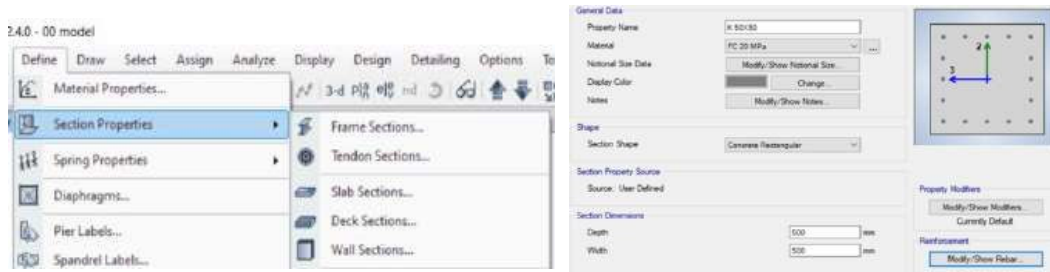 2.4.0 - 00 model
Define Draw Select Assign Analyze Display Design Detailing Options To
Material Properties...
3-d
Section Properties
Frame Sections...
Spring Properties
Tendon Sections...
Diaphragms...
Slab Sections...
Pier Labels...
Deck Sections...
Spandrel Labels...
Wall Sections...
General Data
Property Name K 50X50
Material FC 20 MPa ...
Notional Size Data Modify/Show Notional Size...
Display Color Change...
Notes Modify/Show Notes...
Shape
Section Shape Concrete Rectangular
Section Property Source
Source: User Defined
Section Dimensions
Depth 500 mm
Width 500 mm
2
3
Property Modifiers
Modify/Show Modifiers...
Currently Default
Reinforcement
Modify/Show Rebar...